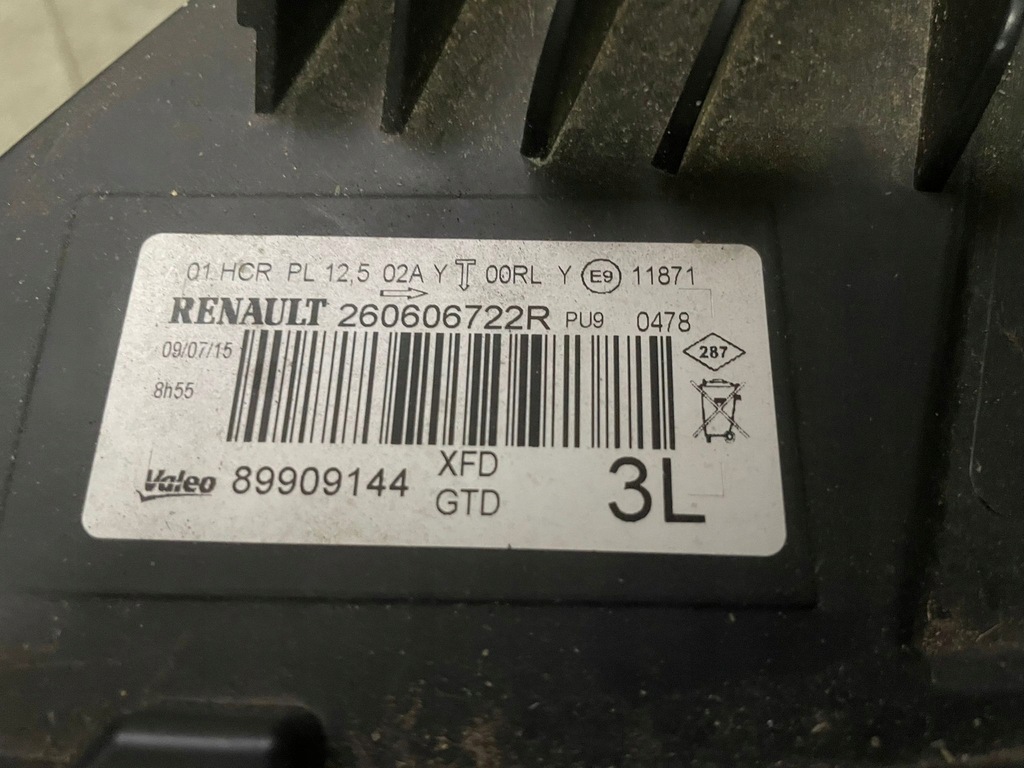 01 HCR PL 12,5 02A Y T 00RL Y E9 11871
RENAULT 260606722R PU9 0478
09/07/15
287
8h55
Valeo 89909144 XFD
GTD
3L